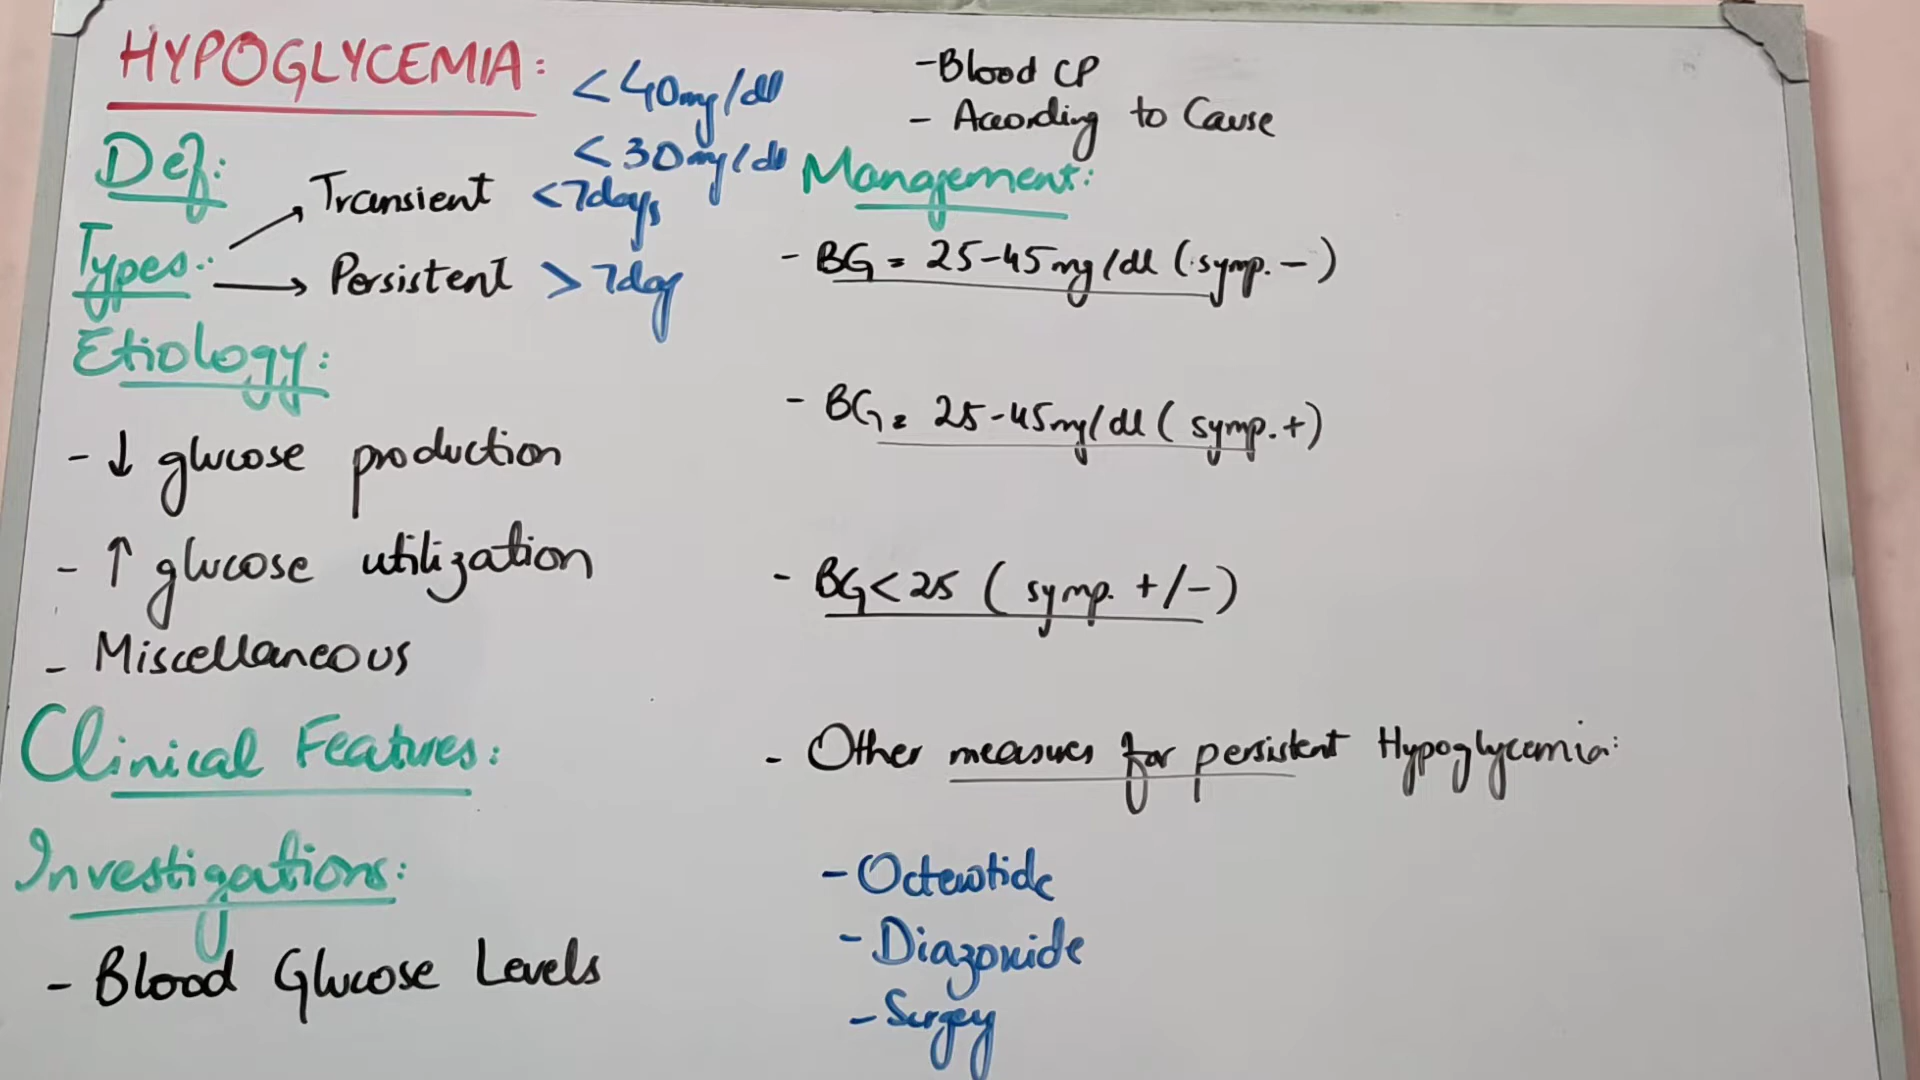 HYPOGLYCEMIA:
<40mg/dl
<30mg/dl
Def:
Types:
Transient <7days
Persistent >7day
Etiology:
- ↓ glucose production
- ↑ glucose utilization
- Miscellaneous
Clinical Features:
Investigations:
- Blood Glucose Levels
- Blood CP
- According to Cause
Management:
- BG = 25-45mg/dl (symp. -)
- BG = 25-45mg/dl (symp. +)
- BG<25 (symp. +/-)
- Other measures for persistent Hypoglycemia:
- Octeotide
- Diazoxide
- Surgey